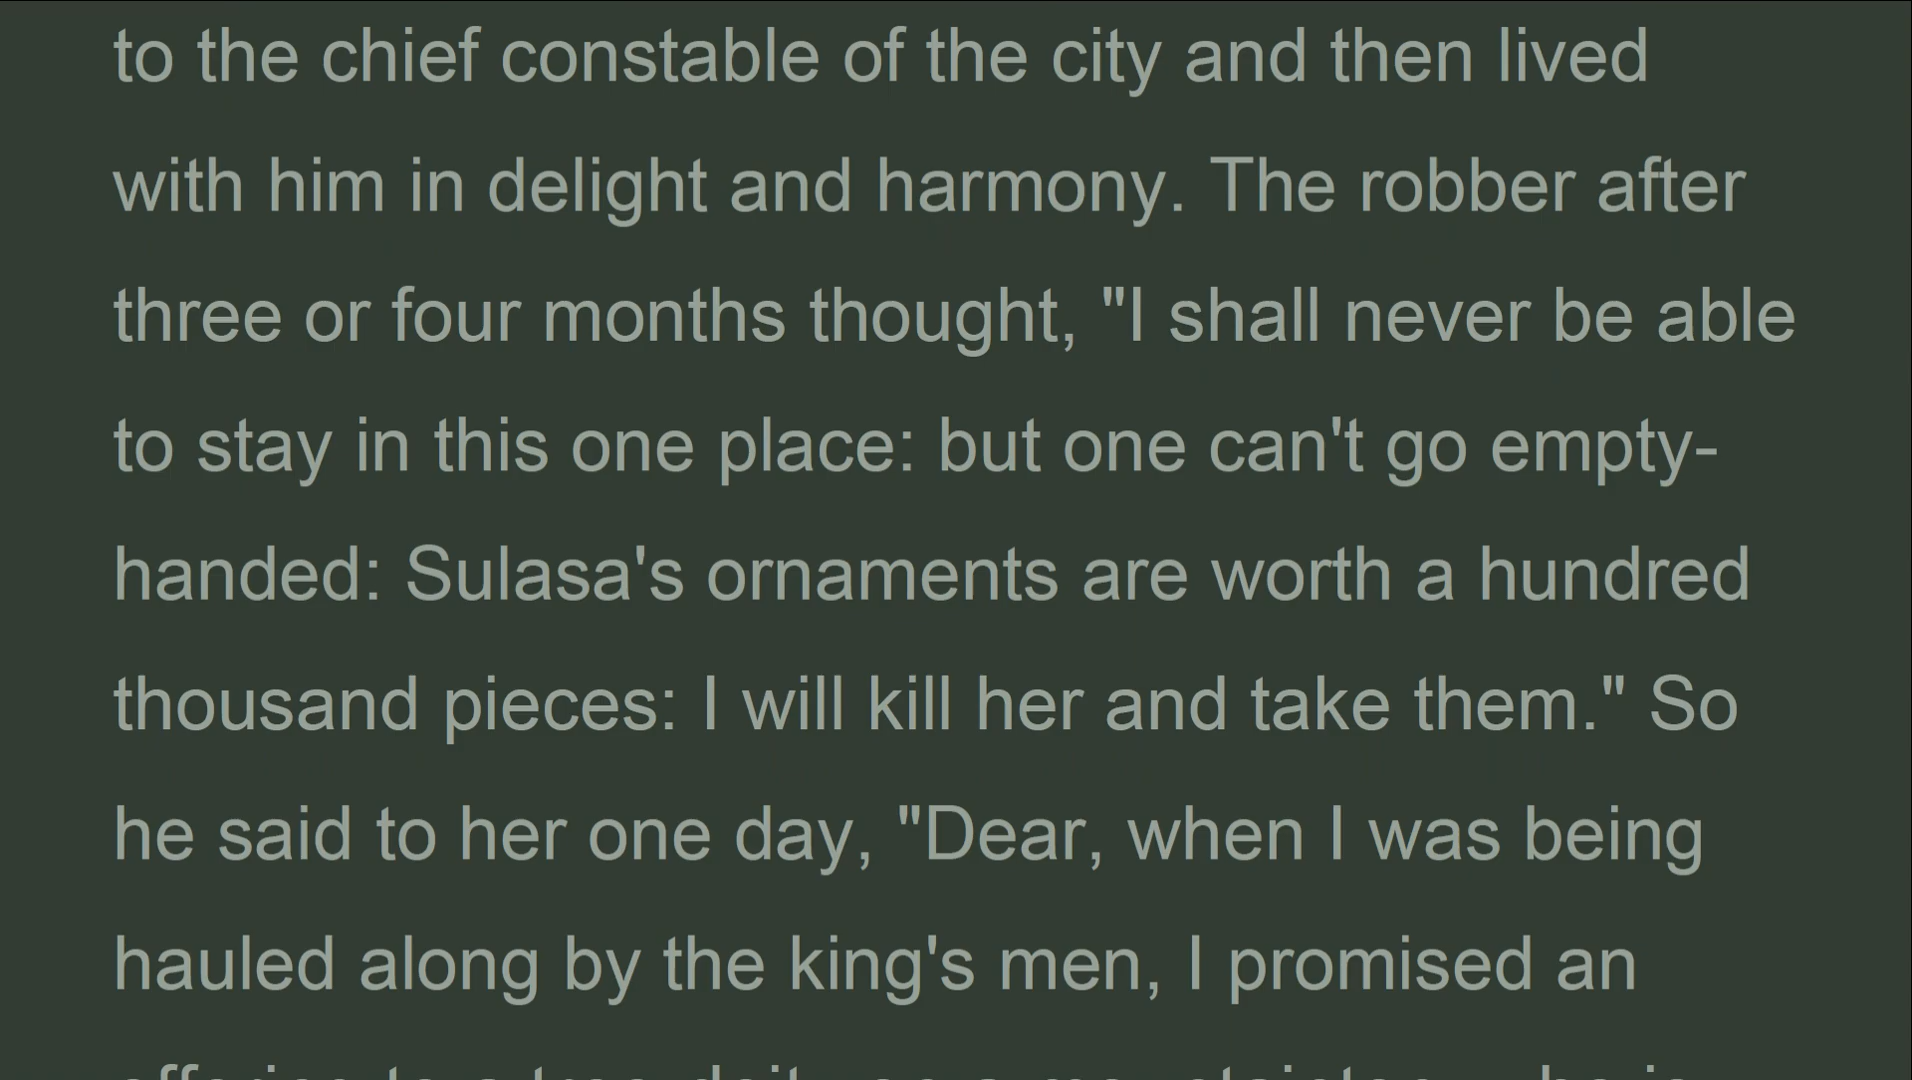 to the chief constable of the city and then lived
with him in delight and harmony. The robber after
three or four months thought, "I shall never be able
to stay in this one place: but one can't go empty-
handed: Sulasa's ornaments are worth a hundred
thousand pieces: I will kill her and take them." So
he said to her one day, "Dear, when I was being
hauled along by the king's men, I promised an